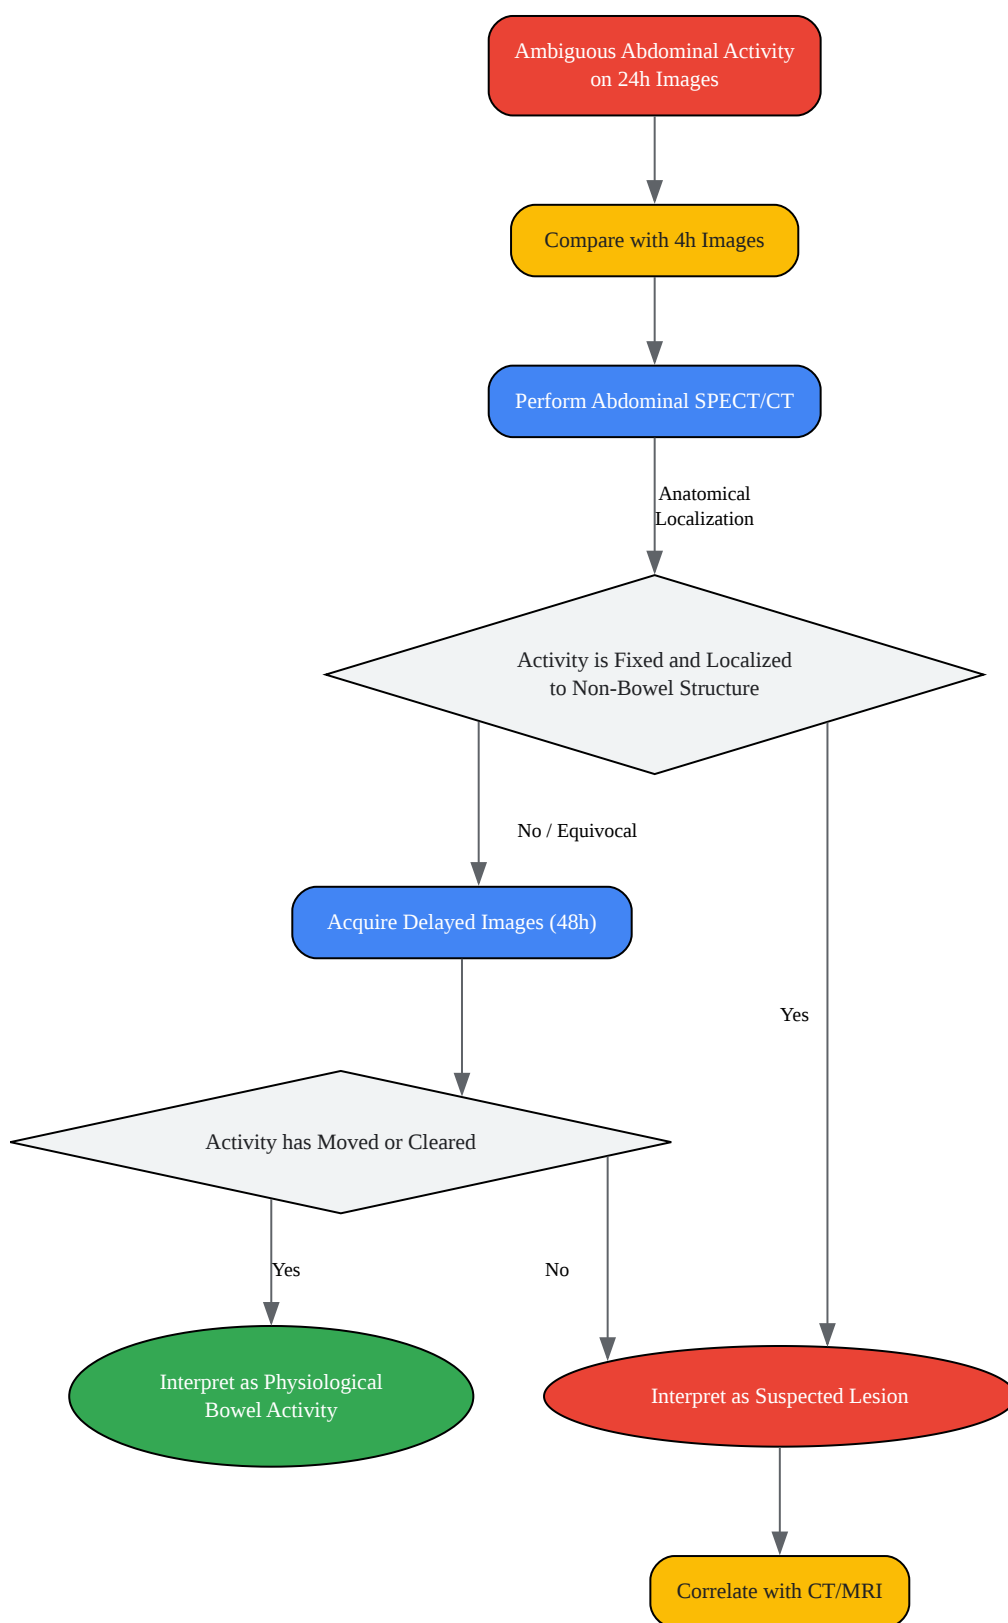 Ambiguous Abdominal Activity
on 24h Images
Compare with 4h Images
Perform Abdominal SPECT/CT
Anatomical
Localization
Activity is Fixed and Localized
to Non-Bowel Structure
No / Equivocal
Acquire Delayed Images (48h)
Yes
Activity has Moved or Cleared
Yes
No
Interpret as Physiological
Bowel Activity
Interpret as Suspected Lesion
Correlate with CT/MRI